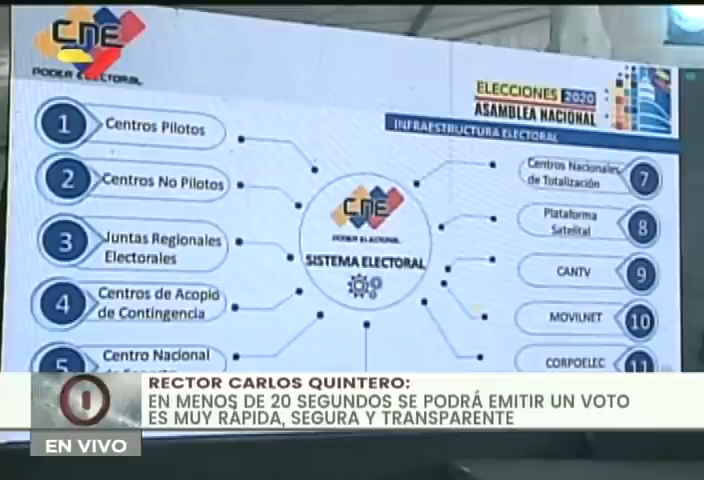 CNE
PODER ELECTORAL
ELECCIONES 2020
ASAMBLEA NACIONAL
INFRAESTRUCTURA ELECTORAL
1 Centros Pilotos
2 Centros No Pilotos
3 Juntas Regionales
Electorales
4 Centros de Acopio
de Contingencia
5 Centro Nacional
CNE
PODER ELECTORAL
SISTEMA ELECTORAL
Centros Nacionales
de Totalización 7
Plataforma
Satelital 8
CANTV 9
MOVILNET 10
CORPOELEC 11
RECTOR CARLOS QUINTERO:
EN MENOS DE 20 SEGUNDOS SE PODRÁ EMITIR UN VOTO
ES MUY RÁPIDA, SEGURA Y TRANSPARENTE
EN VIVO